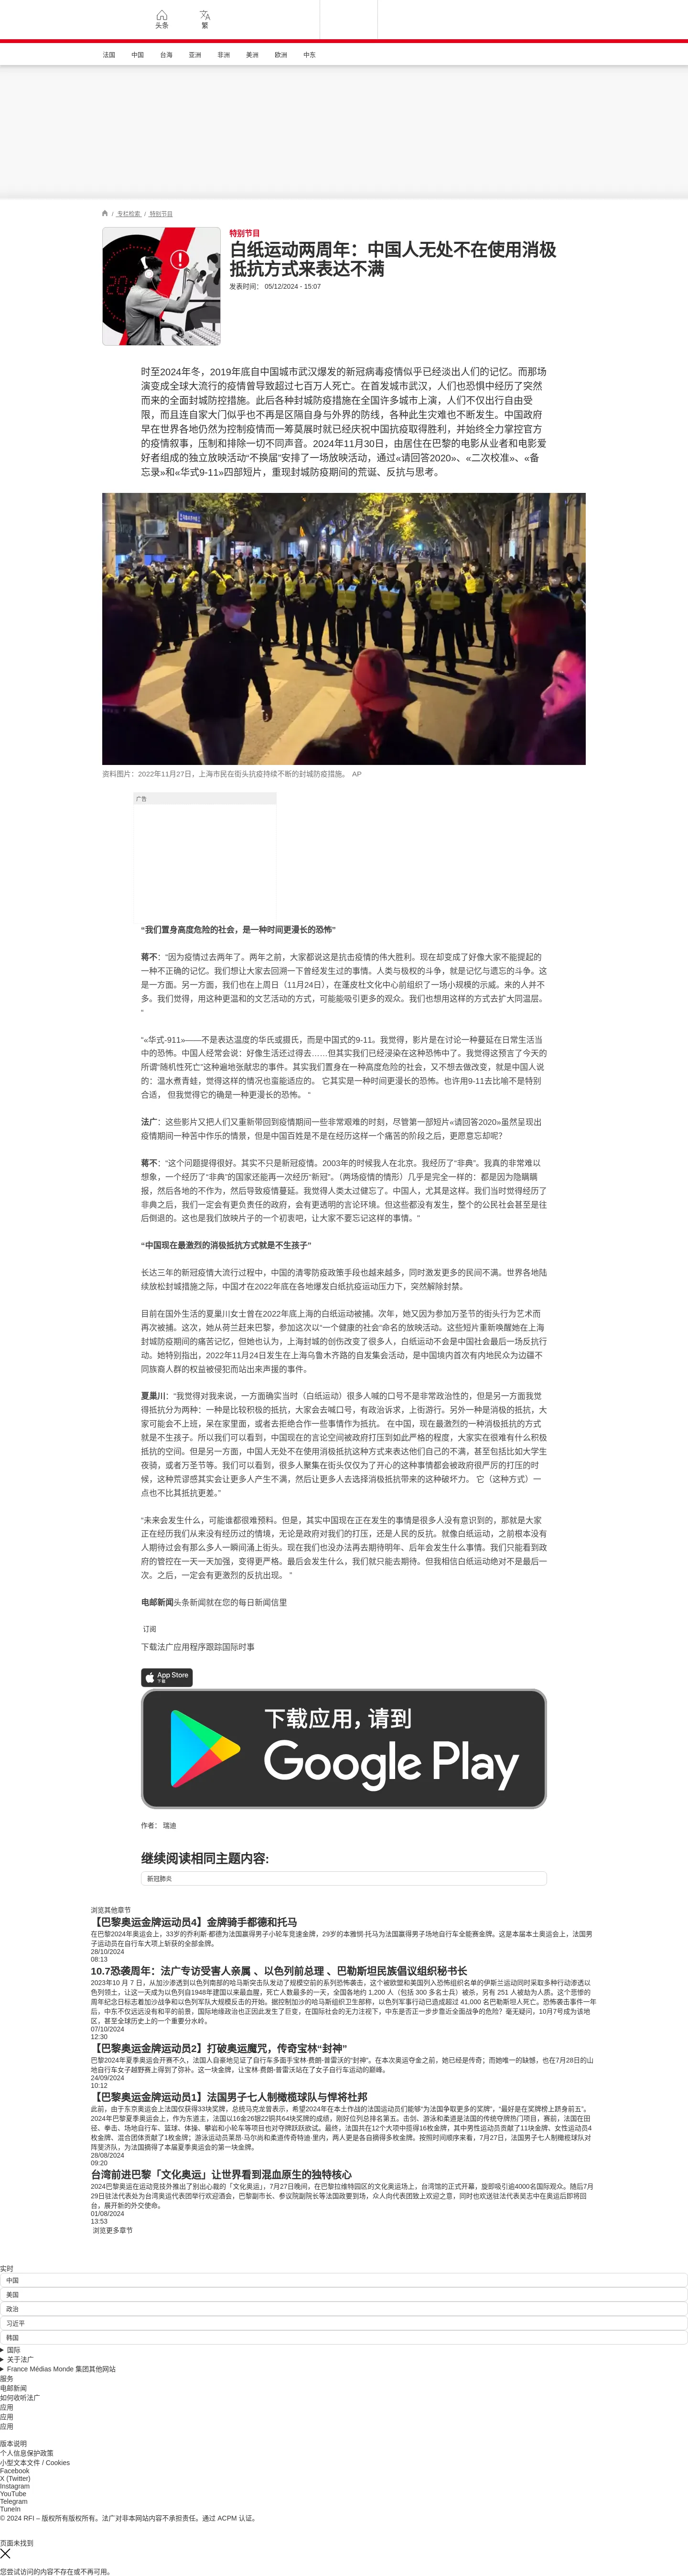 头条
繁
法国 中国 台海 亚洲 非洲 美洲 欧洲 中东
/ 专栏检索 / 特别节目
特别节目
白纸运动两周年：中国人无处不在使用消极
抵抗方式来表达不满
发表时间： 05/12/2024 - 15:07
时至2024年冬，2019年底自中国城市武汉爆发的新冠病毒疫情似乎已经淡出人们的记忆。而那场
演变成全球大流行的疫情曾导致超过七百万人死亡。在首发城市武汉，人们也恐惧中经历了突然
而来的全面封城防控措施。此后各种封城防疫措施在全国许多城市上演，人们不仅出行自由受
限，而且连自家大门似乎也不再是区隔自身与外界的防线，各种此生灾难也不断发生。中国政府
早在世界各地仍然为控制疫情而一筹莫展时就已经庆祝中国抗疫取得胜利，并始终全力掌控官方
的疫情叙事，压制和排除一切不同声音。2024年11月30日，由居住在巴黎的电影从业者和电影爱
好者组成的独立放映活动“不换届”安排了一场放映活动，通过«请回答2020»、«二次校准»、«备
忘录»和«华式9-11»四部短片，重现封城防疫期间的荒诞、反抗与思考。
资料图片：2022年11月27日，上海市民在街头抗疫持续不断的封城防疫措施。 AP
广告
“我们置身高度危险的社会，是一种时间更漫长的恐怖”
蒋不：“因为疫情过去两年了。两年之前，大家都说这是抗击疫情的伟大胜利。现在却变成了好像大家不能提起的
一种不正确的记忆。我们想让大家去回溯一下曾经发生过的事情。人类与极权的斗争，就是记忆与遗忘的斗争。这
是一方面。另一方面，我们也在上周日（11月24日），在蓬皮杜文化中心前组织了一场小规模的示威。来的人并不
多。我们觉得，用这种更温和的文艺活动的方式，可能能吸引更多的观众。我们也想用这样的方式去扩大同温层。
”
“«华式-911»——不是表达温度的华氏或摄氏，而是中国式的9-11。我觉得，影片是在讨论一种蔓延在日常生活当
中的恐怖。中国人经常会说：好像生活还过得去……但其实我们已经浸染在这种恐怖中了。我觉得这预言了今天的
所谓“随机性死亡”这种遍地张献忠的事件。其实我们置身在一种高度危险的社会，又不想去做改变，就是中国人说
的：温水煮青蛙，觉得这样的情况也蛮能适应的。 它其实是一种时间更漫长的恐怖。也许用9-11去比喻不是特别
合适， 但我觉得它的确是一种更漫长的恐怖。 ”
法广：这些影片又把人们又重新带回到疫情期间一些非常艰难的时刻，尽管第一部短片«请回答2020»虽然呈现出
疫情期间一种苦中作乐的情景，但是中国百姓是不是在经历这样一个痛苦的阶段之后，更愿意忘却呢？
蒋不：“这个问题提得很好。其实不只是新冠疫情。2003年的时候我人在北京。我经历了“非典”。我真的非常难以
想象，一个经历了“非典”的国家还能再一次经历“新冠”。（两场疫情的情形）几乎是完全一样的：都是因为隐瞒瞒
报，然后各地的不作为，然后导致疫情蔓延。我觉得人类太过健忘了。中国人，尤其是这样。我们当时觉得经历了
非典之后，我们一定会有更负责任的政府，会有更透明的言论环境。但这些都没有发生，整个的公民社会甚至是往
后倒退的。这也是我们放映片子的一个初衷吧，让大家不要忘记这样的事情。”
“中国现在最激烈的消极抵抗方式就是不生孩子”
长达三年的新冠疫情大流行过程中，中国的清零防疫政策手段也越来越多，同时激发更多的民间不满。世界各地陆
续放松封城措施之际，中国才在2022年底在各地爆发白纸抗疫运动压力下，突然解除封禁。
目前在国外生活的夏巢川女士曾在2022年底上海的白纸运动被捕。次年，她又因为参加万圣节的街头行为艺术而
再次被捕。这次，她从荷兰赶来巴黎，参加这次以“一个健康的社会”命名的放映活动。这些短片重新唤醒她在上海
封城防疫期间的痛苦记忆，但她也认为，上海封城的创伤改变了很多人，白纸运动不会是中国社会最后一场反抗行
动。她特别指出，2022年11月24日发生在上海乌鲁木齐路的自发集会活动，是中国境内首次有内地民众为边疆不
同族裔人群的权益被侵犯而站出来声援的事件。
夏巢川：“我觉得对我来说，一方面确实当时（白纸运动）很多人喊的口号不是非常政治性的，但是另一方面我觉
得抵抗分为两种：一种是比较积极的抵抗，大家会去喊口号，有政治诉求，上街游行。另外一种是消极的抵抗，大
家可能会不上班，呆在家里面，或者去拒绝合作一些事情作为抵抗。 在中国，现在最激烈的一种消极抵抗的方式
就是不生孩子。所以我们可以看到，中国现在的言论空间被政府打压到如此严格的程度，大家实在很难有什么积极
抵抗的空间。但是另一方面，中国人无处不在使用消极抵抗这种方式来表达他们自己的不满，甚至包括比如大学生
夜骑，或者万圣节等。我们可以看到，很多人聚集在街头仅仅为了开心的这种事情都会被政府很严厉的打压的时
候，这种荒谬感其实会让更多人产生不满，然后让更多人去选择消极抵抗带来的这种破坏力。 它（这种方式）一
点也不比其抵抗更差。”
“未来会发生什么，可能谁都很难预料。但是，其实中国现在正在发生的事情是很多人没有意识到的，那就是大家
正在经历我们从来没有经历过的情境，无论是政府对我们的打压，还是人民的反抗。就像白纸运动，之前根本没有
人期待过会有那么多人一瞬间涌上街头。现在我们也没办法再去期待明年、后年会发生什么事情。我们只能看到政
府的管控在一天一天加强，变得更严格。最后会发生什么，我们就只能去期待。但我相信白纸运动绝对不是最后一
次。之后，一定会有更激烈的反抗出现。 ”
电邮新闻头条新闻就在您的每日新闻信里
订阅
下载法广应用程序跟踪国际时事
App Store
下载
下载应用，请到
Google Play
作者： 瑞迪
继续阅读相同主题内容:
新冠肺炎
浏览其他章节
【巴黎奥运金牌运动员4】金牌骑手都德和托马
在巴黎2024年奥运会上，33岁的乔利斯·都德为法国赢得男子小轮车竞速金牌，29岁的本雅悯·托马为法国赢得男子场地自行车全能赛金牌。这是本届本土奥运会上，法国男
子运动员在自行车大项上斩获的全部金牌。
28/10/2024
08:13
10.7恐袭周年：法广专访受害人亲属 、以色列前总理 、巴勒斯坦民族倡议组织秘书长
2023年10 月 7 日，从加沙渗透到以色列南部的哈马斯突击队发动了规模空前的系列恐怖袭击，这个被欧盟和美国列入恐怖组织名单的伊斯兰运动同时采取多种行动渗透以
色列领土，让这一天成为以色列自1948年建国以来最血腥，死亡人数最多的一天，全国各地约 1,200 人（包括 300 多名士兵）被杀，另有 251 人被劫为人质。这个悲惨的
周年纪念日标志着加沙战争和以色列军队大规模反击的开始。据控制加沙的哈马斯组织卫生部称，以色列军事行动已造成超过 41,000 名巴勒斯坦人死亡。恐怖袭击事件一年
后，中东不仅远远没有和平的前景，国际地缘政治也正因此发生了巨变，在国际社会的无力注视下，中东是否正一步步靠近全面战争的危险？毫无疑问，10月7号成为该地
区，甚至全球历史上的一个重要分水岭。
07/10/2024
12:30
【巴黎奥运金牌运动员2】打破奥运魔咒，传奇宝林“封神”
巴黎2024年夏季奥运会开赛不久，法国人自豪地见证了自行车多面手宝林·费朗-普雷沃的“封神”。在本次奥运夺金之前，她已经是传奇；而她唯一的缺憾，也在7月28日的山
地自行车女子越野赛上得到了弥补。这一块金牌，让宝林·费朗-普雷沃站在了女子自行车运动的巅峰。
24/09/2024
10:12
【巴黎奥运金牌运动员1】法国男子七人制橄榄球队与悍将杜邦
此前，由于东京奥运会上法国仅获得33块奖牌，总统马克龙曾表示，希望2024年在本土作战的法国运动员们能够“为法国争取更多的奖牌”，“最好是在奖牌榜上跻身前五”。
2024年巴黎夏季奥运会上，作为东道主，法国以16金26银22铜共64块奖牌的成绩，刚好位列总排名第五。击剑、游泳和柔道是法国的传统夺牌热门项目，赛前，法国在田
径、拳击、场地自行车、篮球、体操、攀岩和小轮车等项目也对夺牌跃跃欲试。最终，法国共在12个大项中摇得16枚金牌，其中男性运动员贡献了11块金牌、女性运动员4
枚金牌、混合团体贡献了1枚金牌；游泳运动员莱昂·马尔尚和柔道传奇特迪·里内，两人更是各自摘得多枚金牌。按照时间顺序来看，7月27日，法国男子七人制橄榄球队对
阵斐济队，为法国摘得了本届夏季奥运会的第一块金牌。
28/08/2024
09:20
台湾前进巴黎「文化奥运」让世界看到混血原生的独特核心
2024巴黎奥运在运动竞技外推出了别出心裁的「文化奥运」，7月27日晚间，在巴黎拉维特园区的文化奥运场上，台湾馆的正式开幕，旋即吸引逾4000名国际观众。随后7月
29日驻法代表处为台湾奥运代表团举行欢迎酒会，巴黎副市长、参议院副院长等法国政要到场，众人向代表团致上欢迎之意，同时也欢送驻法代表吴志中在奥运后即将回
台，展开新的外交使命。
01/08/2024
13:53
浏览更多章节
实时
中国
美国
政治
习近平
韩国
国际
关于法广
France Médias Monde 集团其他网站
服务
电邮新闻
如何收听法广
应用
应用
应用
版本说明
个人信息保护政策
小型文本文件 / Cookies
Facebook
X (Twitter)
Instagram
YouTube
Telegram
TuneIn
© 2024 RFI – 版权所有版权所有。法广对非本网站内容不承担责任。通过 ACPM 认证。
页面未找到
您尝试访问的内容不存在或不再可用。